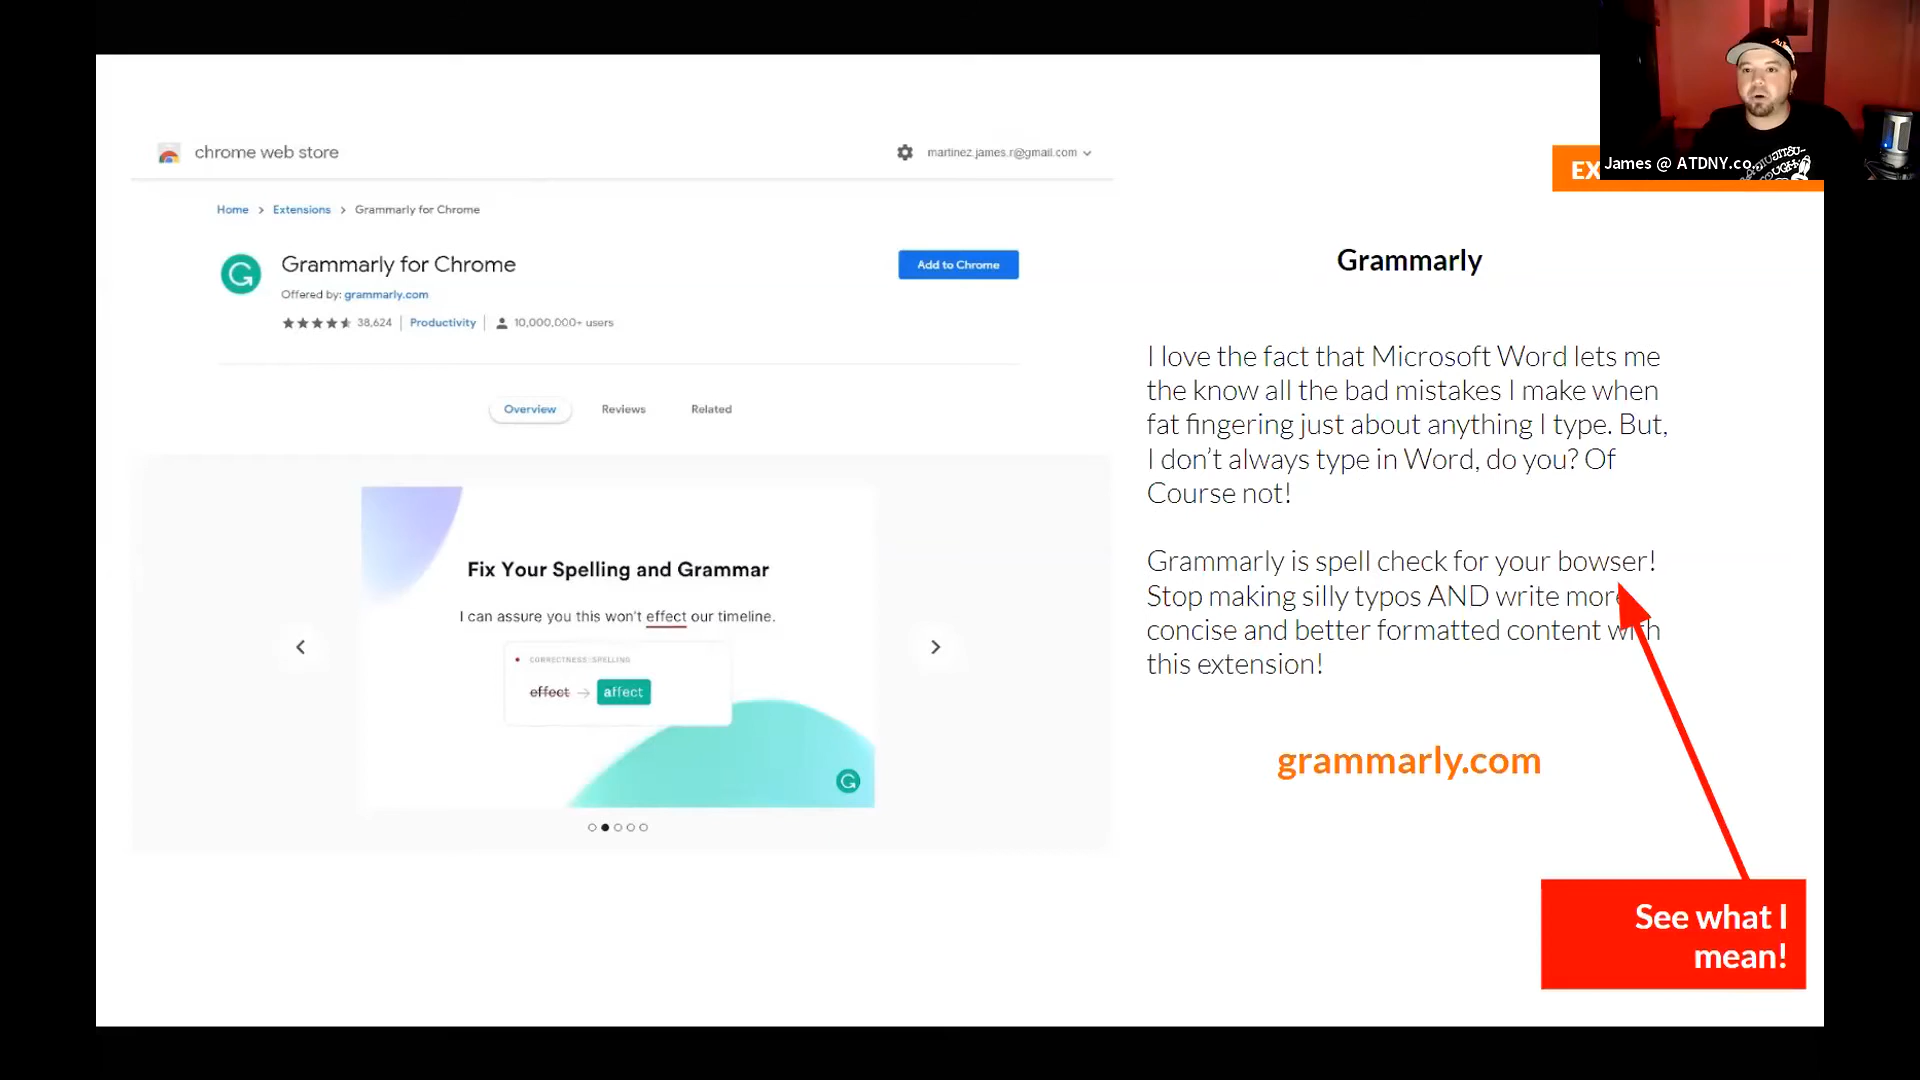 chrome web store
martinez.james.r@gmail.com
Home > Extensions > Grammarly for Chrome
Grammarly for Chrome
Add to Chrome
Offered by: grammarly.com
38,624 | Productivity | 10,000,000+ users
Overview Reviews Related
Fix Your Spelling and Grammar
I can assure you this won't effect our timeline.
CORRECTNESS: SPELLING
effect → affect
James @ ATDNY.co
EX
Grammarly
I love the fact that Microsoft Word lets me
the know all the bad mistakes I make when
fat fingering just about anything I type. But,
I don't always type in Word, do you? Of
Course not!
Grammarly is spell check for your bowser!
Stop making silly typos AND write more
concise and better formatted content with
this extension!
grammarly.com
See what I
mean!